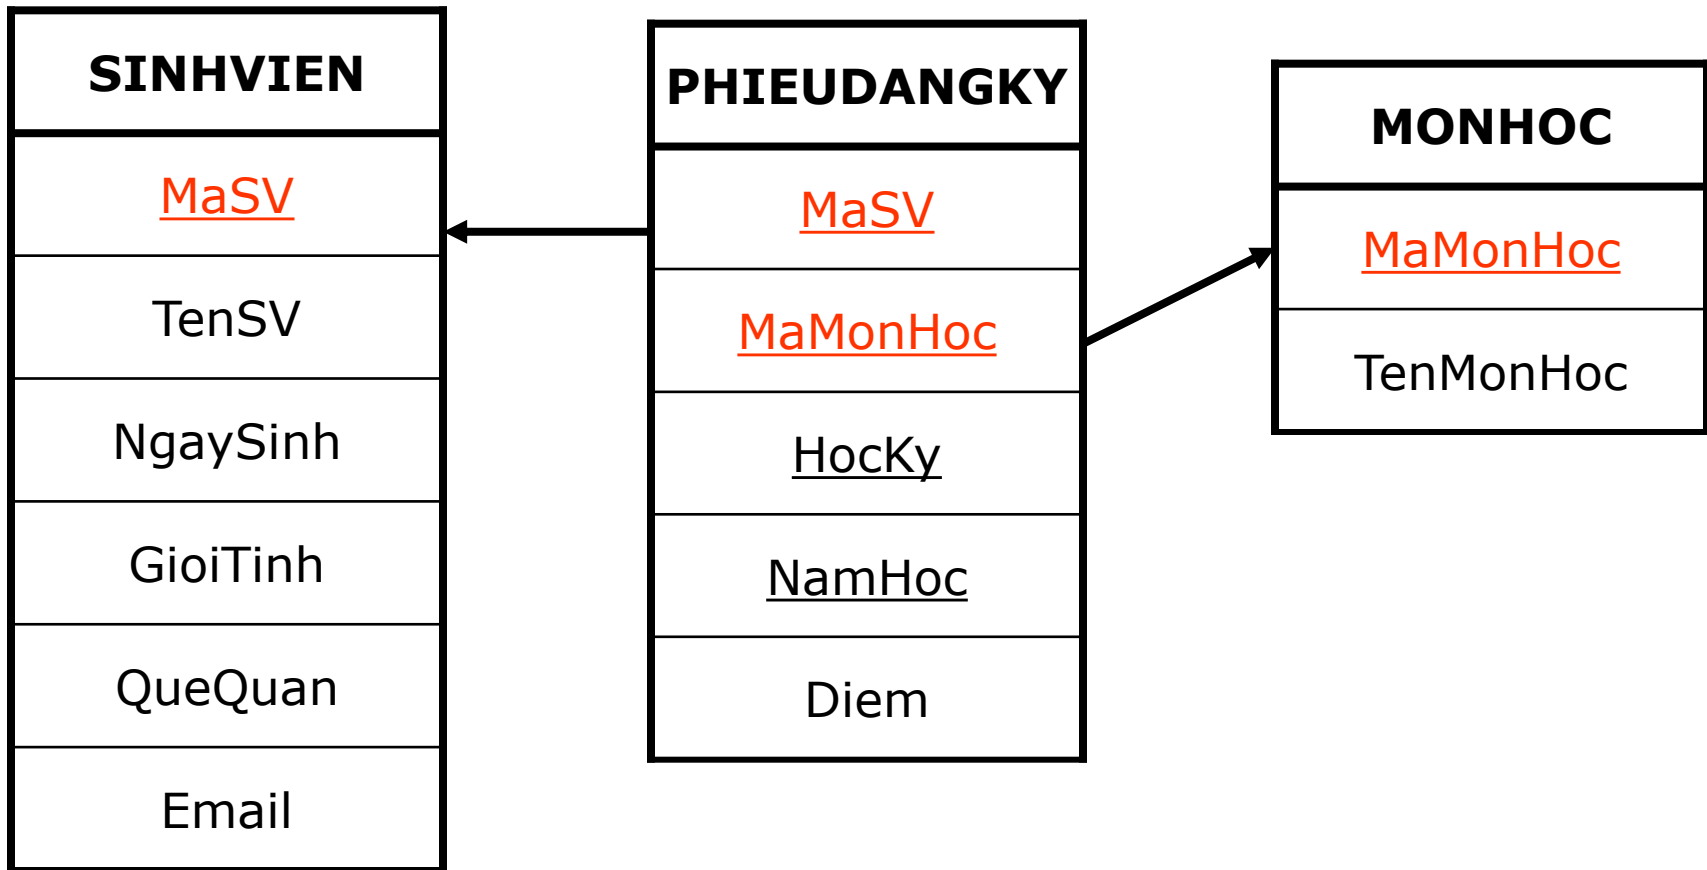 SINHVIEN
MaSV
TenSV
NgaySinh
GioiTinh
QueQuan
Email
PHIEUDANGKY
MaSV
MaMonHoc
HocKy
NamHoc
Diem
MONHOC
MaMonHoc
TenMonHoc